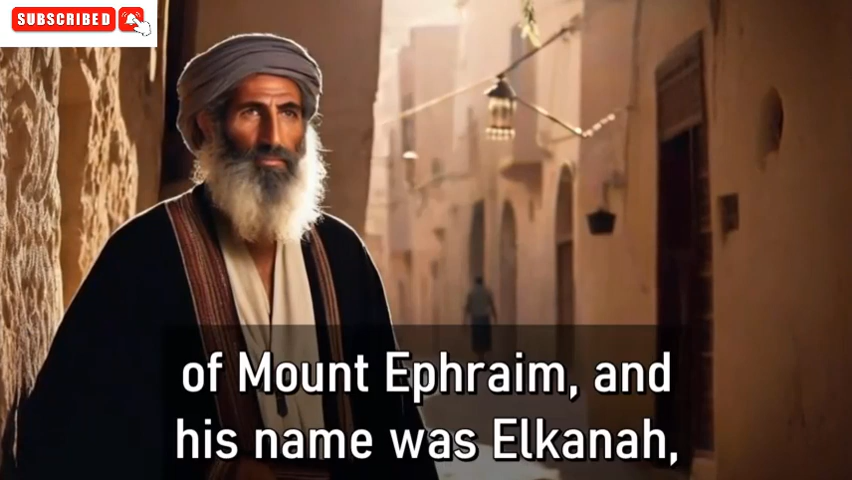 SUBSCRIBED
of Mount Ephraim, and
his name was Elkanah,